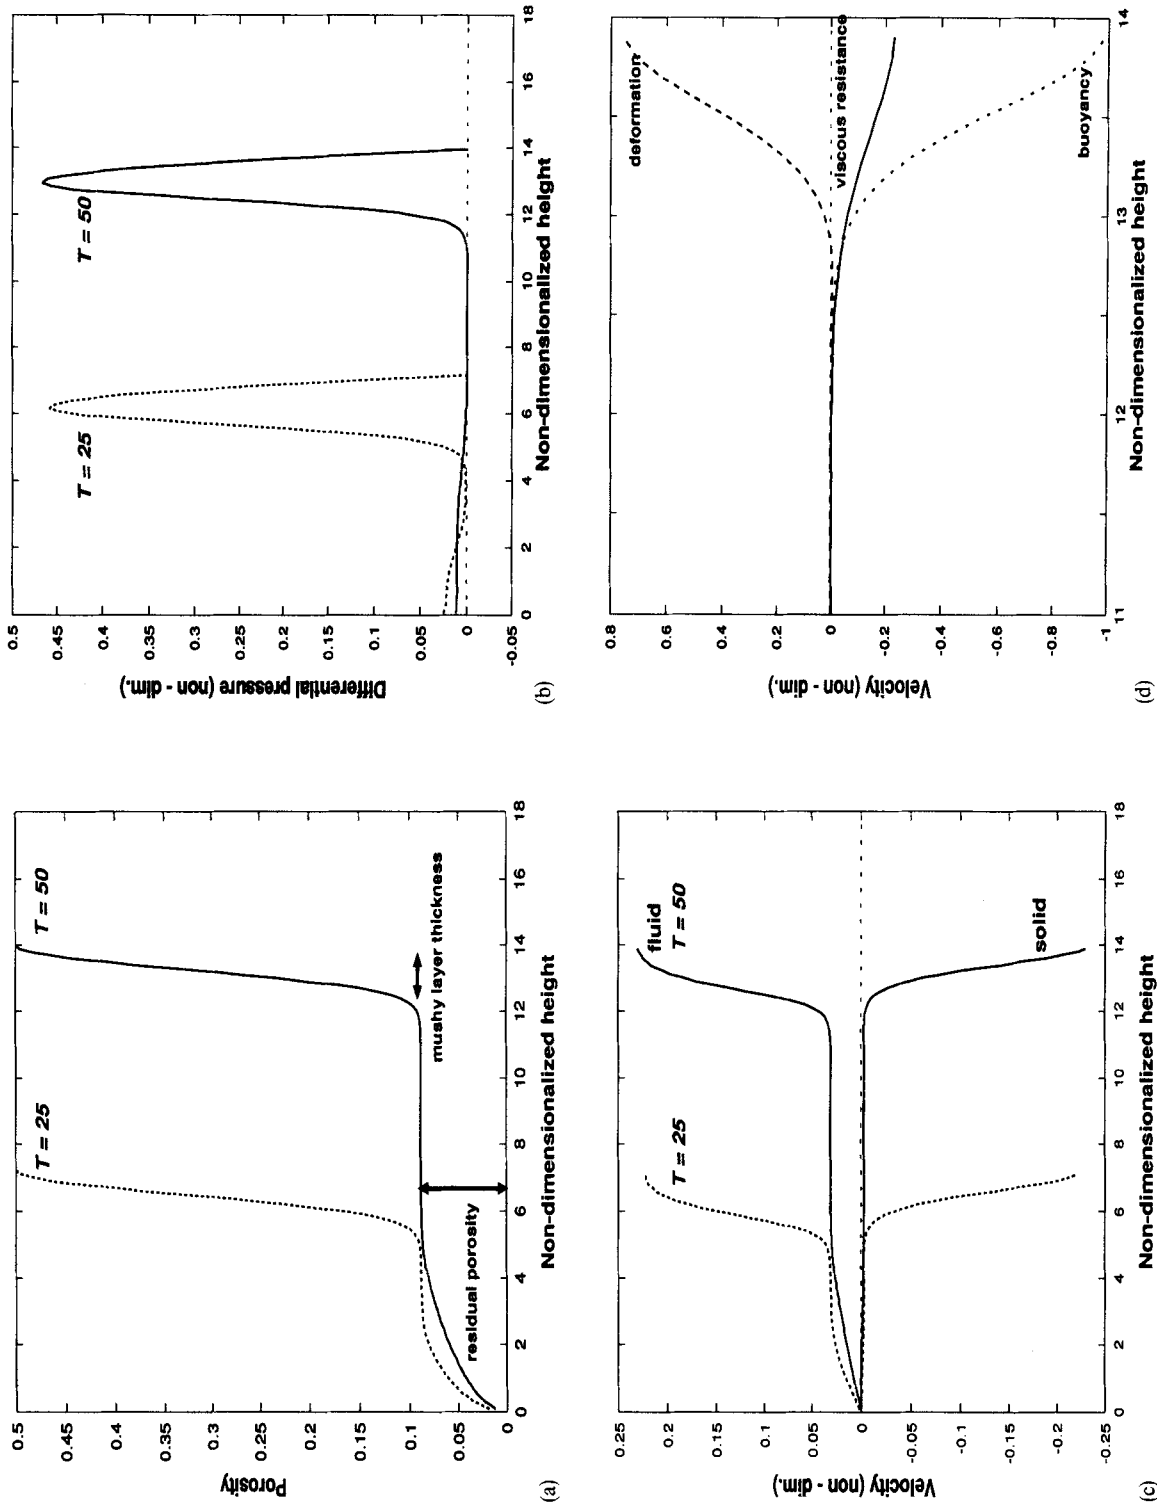 (a)
Porosity
0.5
0.45
0.4
0.35
0.3
0.25
0.2
0.15
0.1
0.05
0
T = 25
T = 50
residual porosity
mushy layer thickness
0 2 4 6 8 10 12 14 16 18
Non-dimensionalized height
(b)
Differential pressure (non - dim.)
0.5
0.45
0.4
0.35
0.3
0.25
0.2
0.15
0.1
0.05
0
-0.05
T = 25
T = 50
0 2 4 6 8 10 12 14 16 18
Non-dimensionalized height
(c)
Velocity (non - dim.)
0.25
0.2
0.15
0.1
0.05
0
-0.05
-0.1
-0.15
-0.2
-0.25
fluid
T = 25
T = 50
solid
0 2 4 6 8 10 12 14 16 18
Non-dimensionalized height
(d)
Velocity (non - dim.)
0.8
0.6
0.4
0.2
0
-0.2
-0.4
-0.6
-0.8
-1
deformation
viscous resistance
buoyancy
11 12 13 14
Non-dimensionalized height